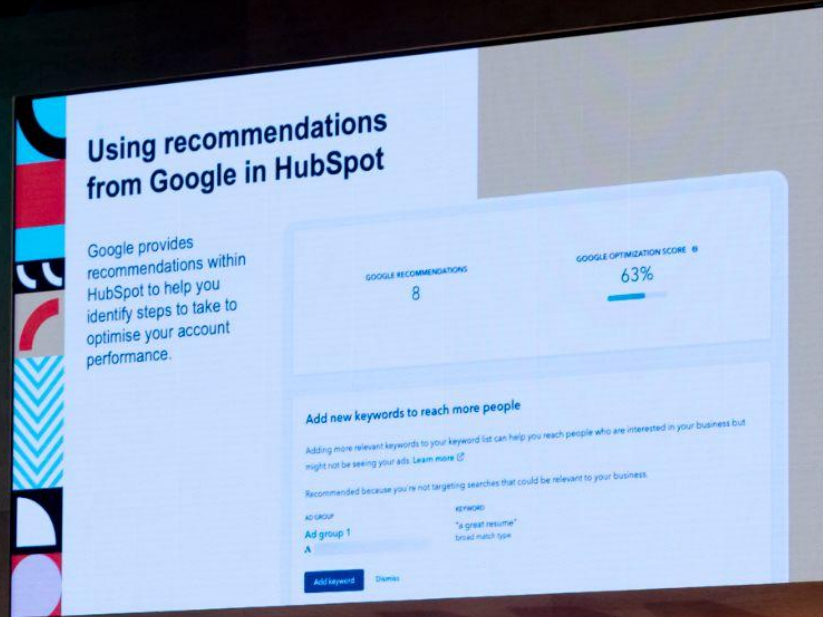 Using recommendations
from Google in HubSpot
Google provides
recommendations within
HubSpot to help you
identify steps to take to
optimise your account
performance.
GOOGLE RECOMMENDATIONS
8
GOOGLE OPTIMIZATION SCORE
63%
Add new keywords to reach more people
Adding more relevant keywords to your keyword list can help you reach people who are interested in your business but
might not be seeing your ads. Learn more
Recommended because you're not targeting searches that could be relevant to your business.
AD GROUP
Ad group 1
A
KEYWORD
"a great resume"
broad match type
Add keyword
Dismiss